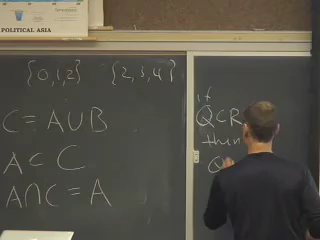 POLITICAL ASIA
{0,1,2} {2,3,4}
C = A∪B
A ⊂ C
A∩C = A
if
Q⊂R
then
Q